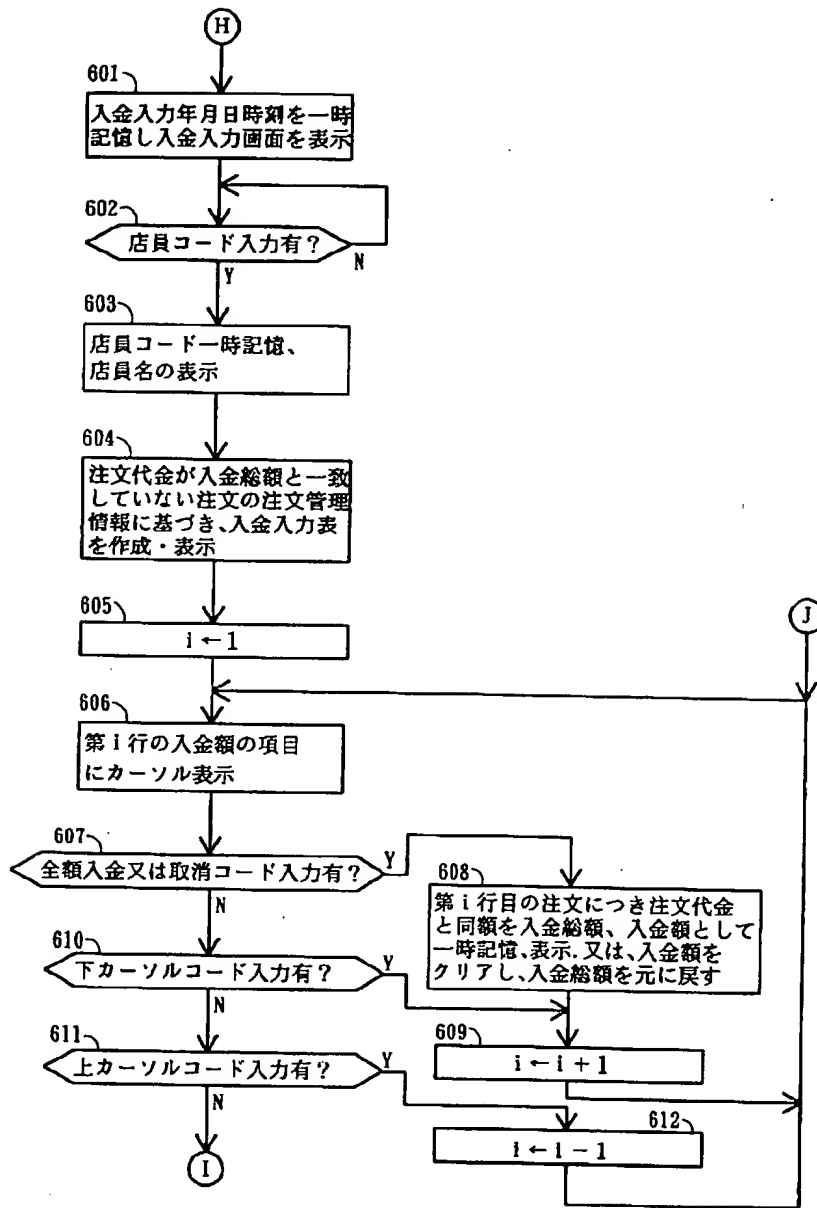 H
601
入金入力年月日時刻を一時
記憶し入金入力画面を表示
602
店員コード入力有?
N
Y
603
店員コード一時記憶、
店員名の表示
604
注文代金が入金総額と一致
していない注文の注文管理
情報に基づき、入金入力表
を作成・表示
605
i ← 1
J
606
第i行の入金額の項目
にカーソル表示
607
全額入金又は取消コード入力有?
Y
N
608
第i行目の注文につき注文代金
と同額を入金総額、入金額として
一時記憶、表示.又は、入金額を
クリアし、入金総額を元に戻す
610
下カーソルコード入力有?
Y
N
609
i ← i + 1
611
上カーソルコード入力有?
Y
N
612
i ← i − 1
I